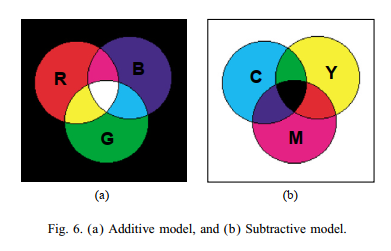 R B
G
C Y
M
(a) (b)
Fig. 6. (a) Additive model, and (b) Subtractive model.